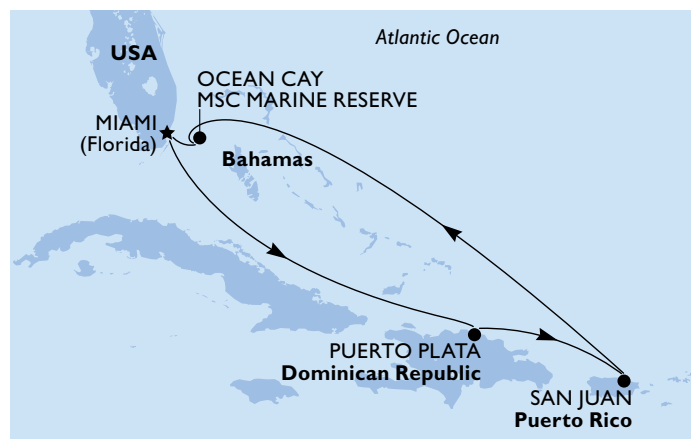 Atlantic Ocean
USA
OCEAN CAY
MSC MARINE RESERVE
MIAMI
(Florida)
Bahamas
PUERTO PLATA
Dominican Republic
SAN JUAN
Puerto Rico